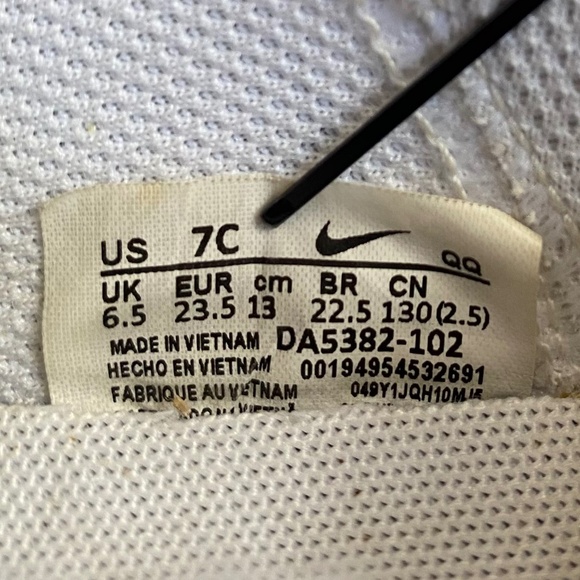 US 7C QQ
UK EUR cm BR CN
6.5 23.5 13 22.5 130(2.5)
MADE IN VIETNAM DA5382-102
HECHO EN VIETNAM 00194954532691
FABRIQUE AU VIETNAM